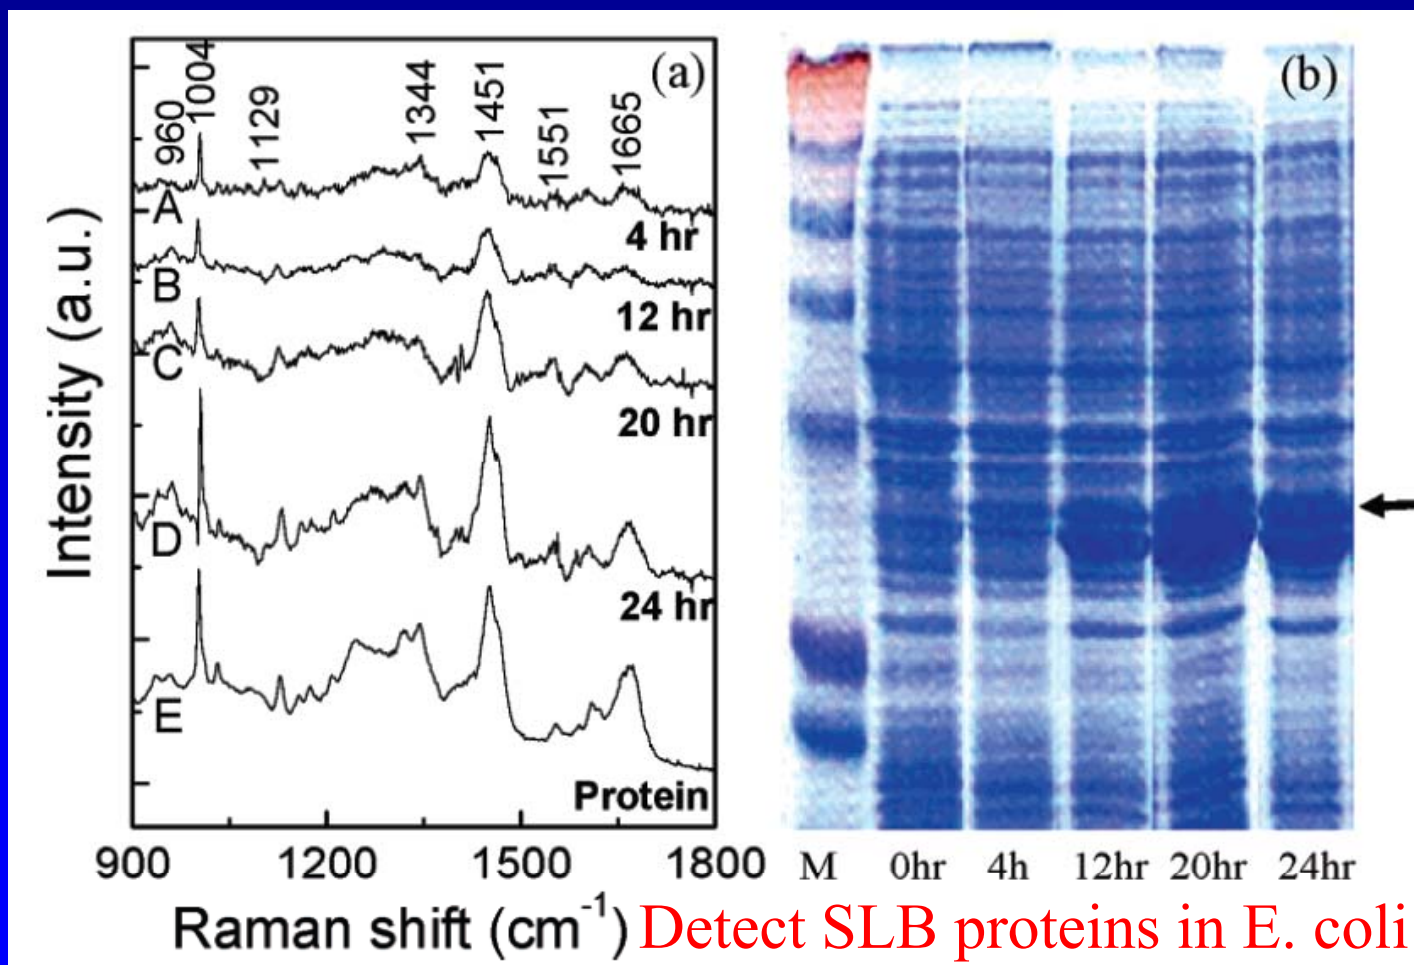 (a)
960
1004
1129
1344
1451
1551
1665
A
4 hr
B
12 hr
C
20 hr
D
24 hr
E
Protein
Intensity (a.u.)
900 1200 1500 1800
Raman shift (cm-1)
(b)
M 0hr 4h 12hr 20hr 24hr
Detect SLB proteins in E. coli